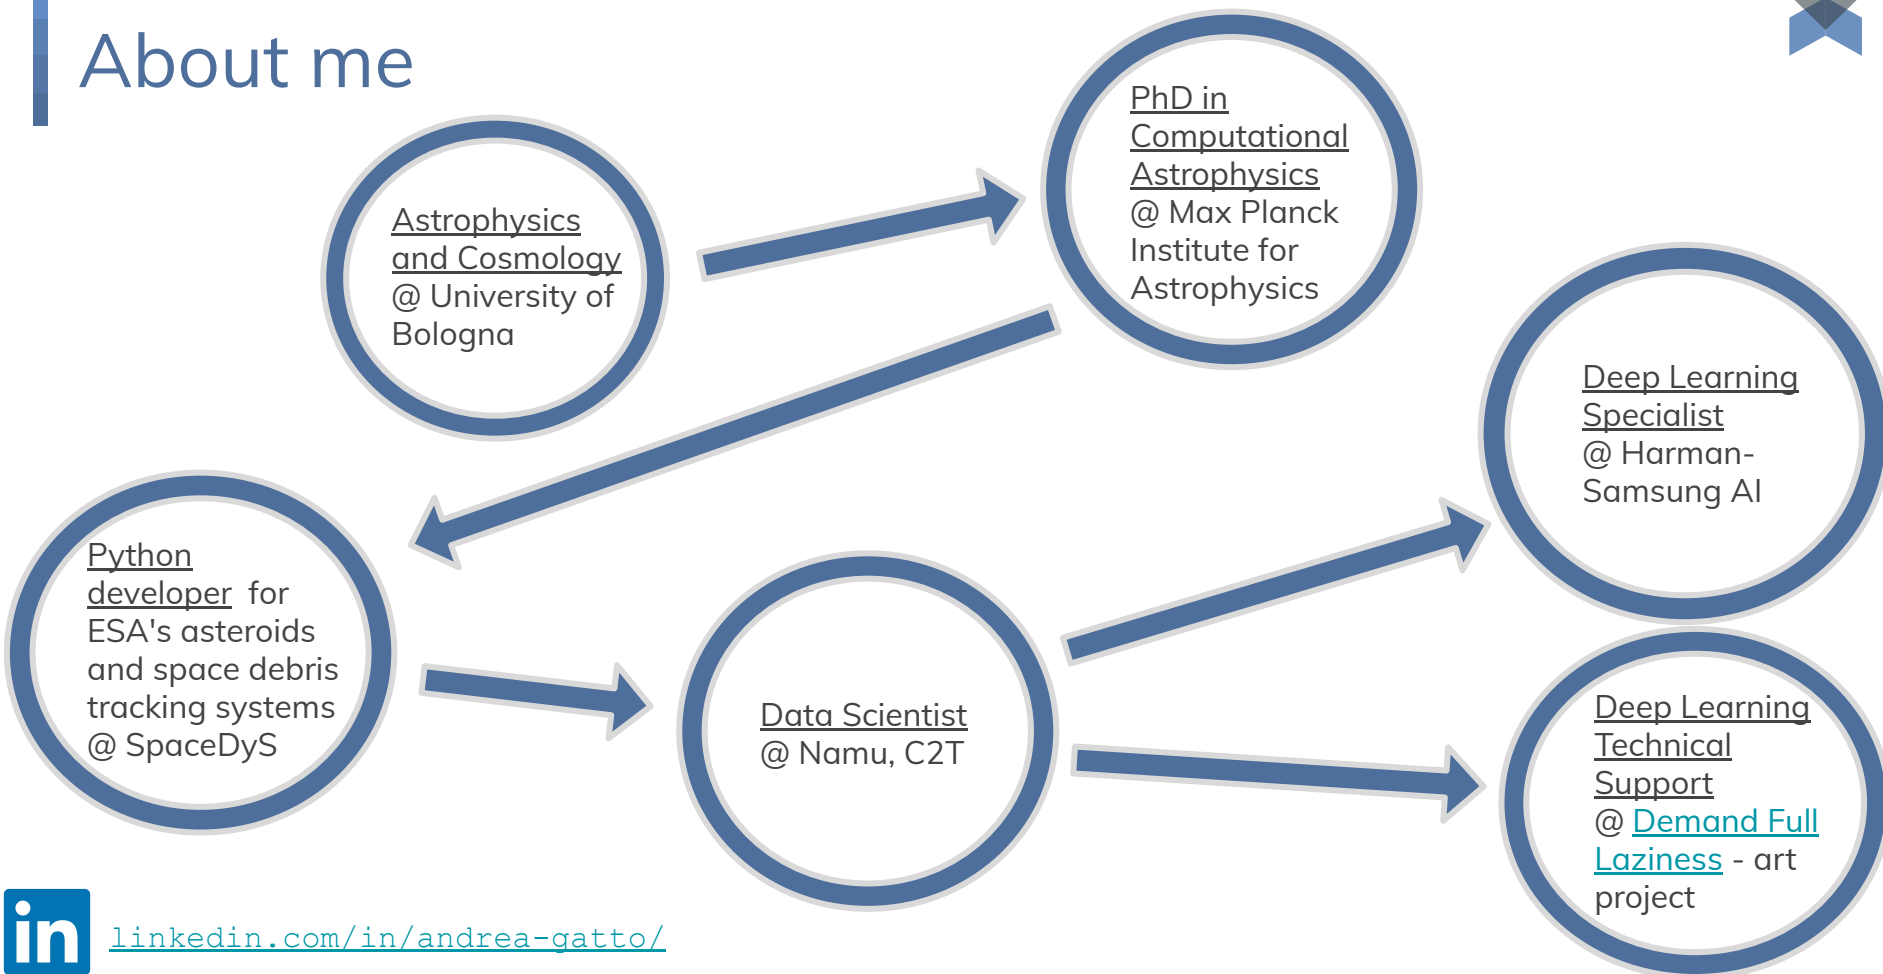 About me
Astrophysics
and Cosmology
@ University of
Bologna
PhD in
Computational
Astrophysics
@ Max Planck
Institute for
Astrophysics
Python
developer for
ESA's asteroids
and space debris
tracking systems
@ SpaceDyS
Data Scientist
@ Namu, C2T
Deep Learning
Specialist
@ Harman-
Samsung AI
Deep Learning
Technical
Support
@ Demand Full
Laziness - art
project
in
linkedin.com/in/andrea-gatto/